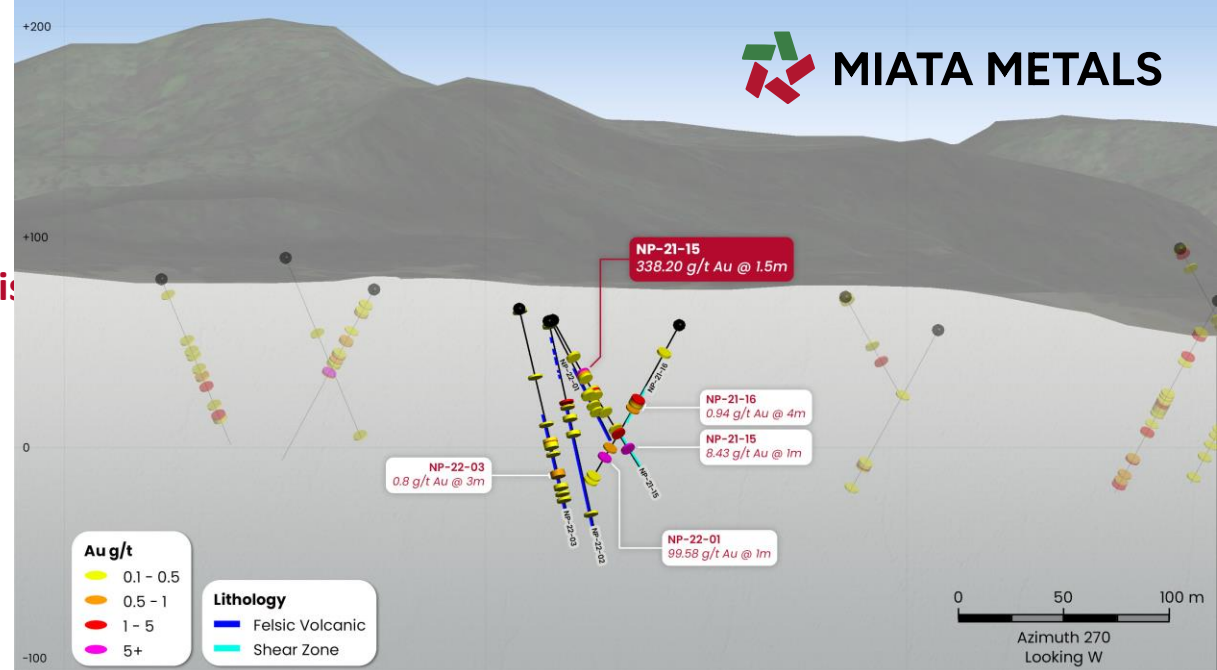 +200
MIATA METALS
+100
NP-21-15
338.20 g/t Au @ 1.5m
is
NP-22-01
NP-21-16
NP-21-16
0.94 g/t Au @ 4m
NP-21-15
8.43 g/t Au @ 1m
0
NP-22-03
0.8 g/t Au @ 3m
NP-21-15
NP-22-03
NP-22-02
NP-22-01
99.58 g/t Au @ 1m
Au g/t
0.1 - 0.5
0.5 - 1
1 - 5
5+
Lithology
Felsic Volcanic
Shear Zone
0 50 100 m
Azimuth 270
Looking W
-100